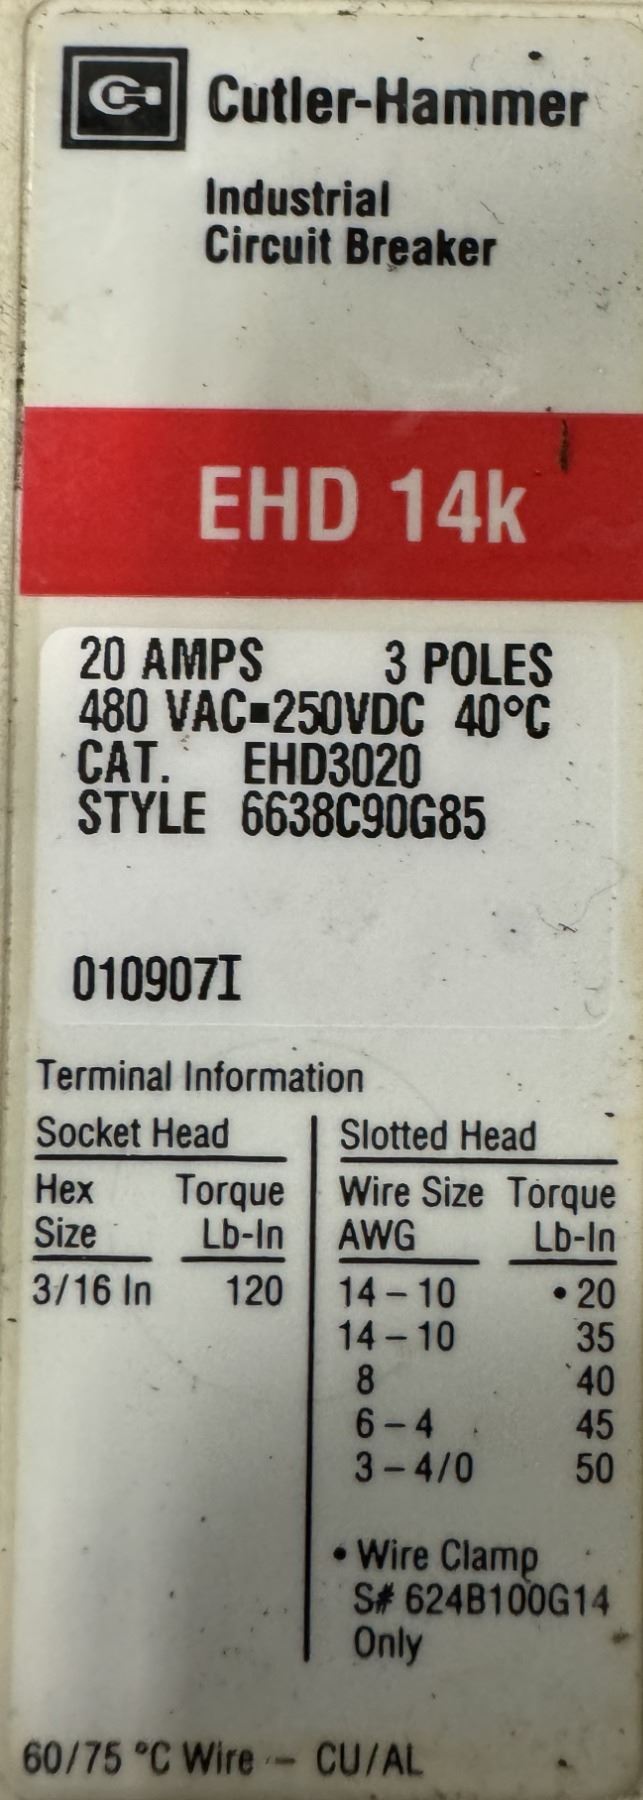 Cutler-Hammer
Industrial
Circuit Breaker
EHD 14k
20 AMPS 3 POLES
480 VAC▪250VDC 40°C
CAT. EHD3020
STYLE 6638C90G85
010907I
Terminal Information
Socket Head
Hex Torque
Size Lb-In
3/16 In 120
Slotted Head
Wire Size Torque
AWG Lb-In
14 – 10 • 20
14 – 10 35
8 40
6 – 4 45
3 – 4/0 50
• Wire Clamp
S# 624B100G14
Only
60/75 °C Wire – CU/AL